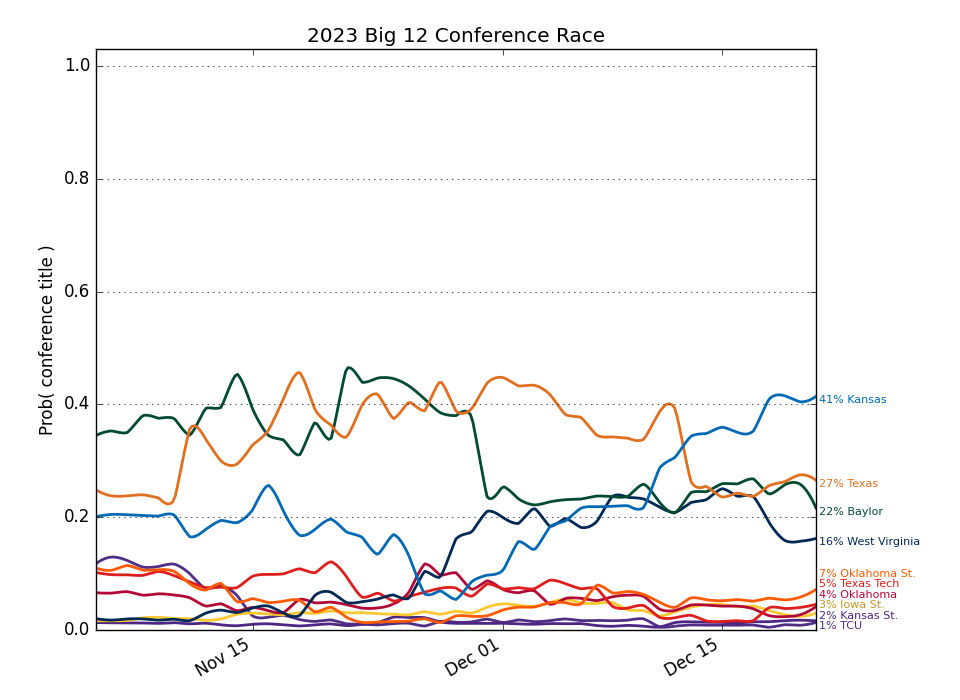 2023 Big 12 Conference Race
Prob( conference title )
1.0
0.8
0.6
0.4
0.2
0.0
Nov 15
Dec 01
Dec 15
41% Kansas
27% Texas
22% Baylor
16% West Virginia
7% Oklahoma St.
5% Texas Tech
4% Oklahoma
3% Iowa St.
2% Kansas St.
1% TCU